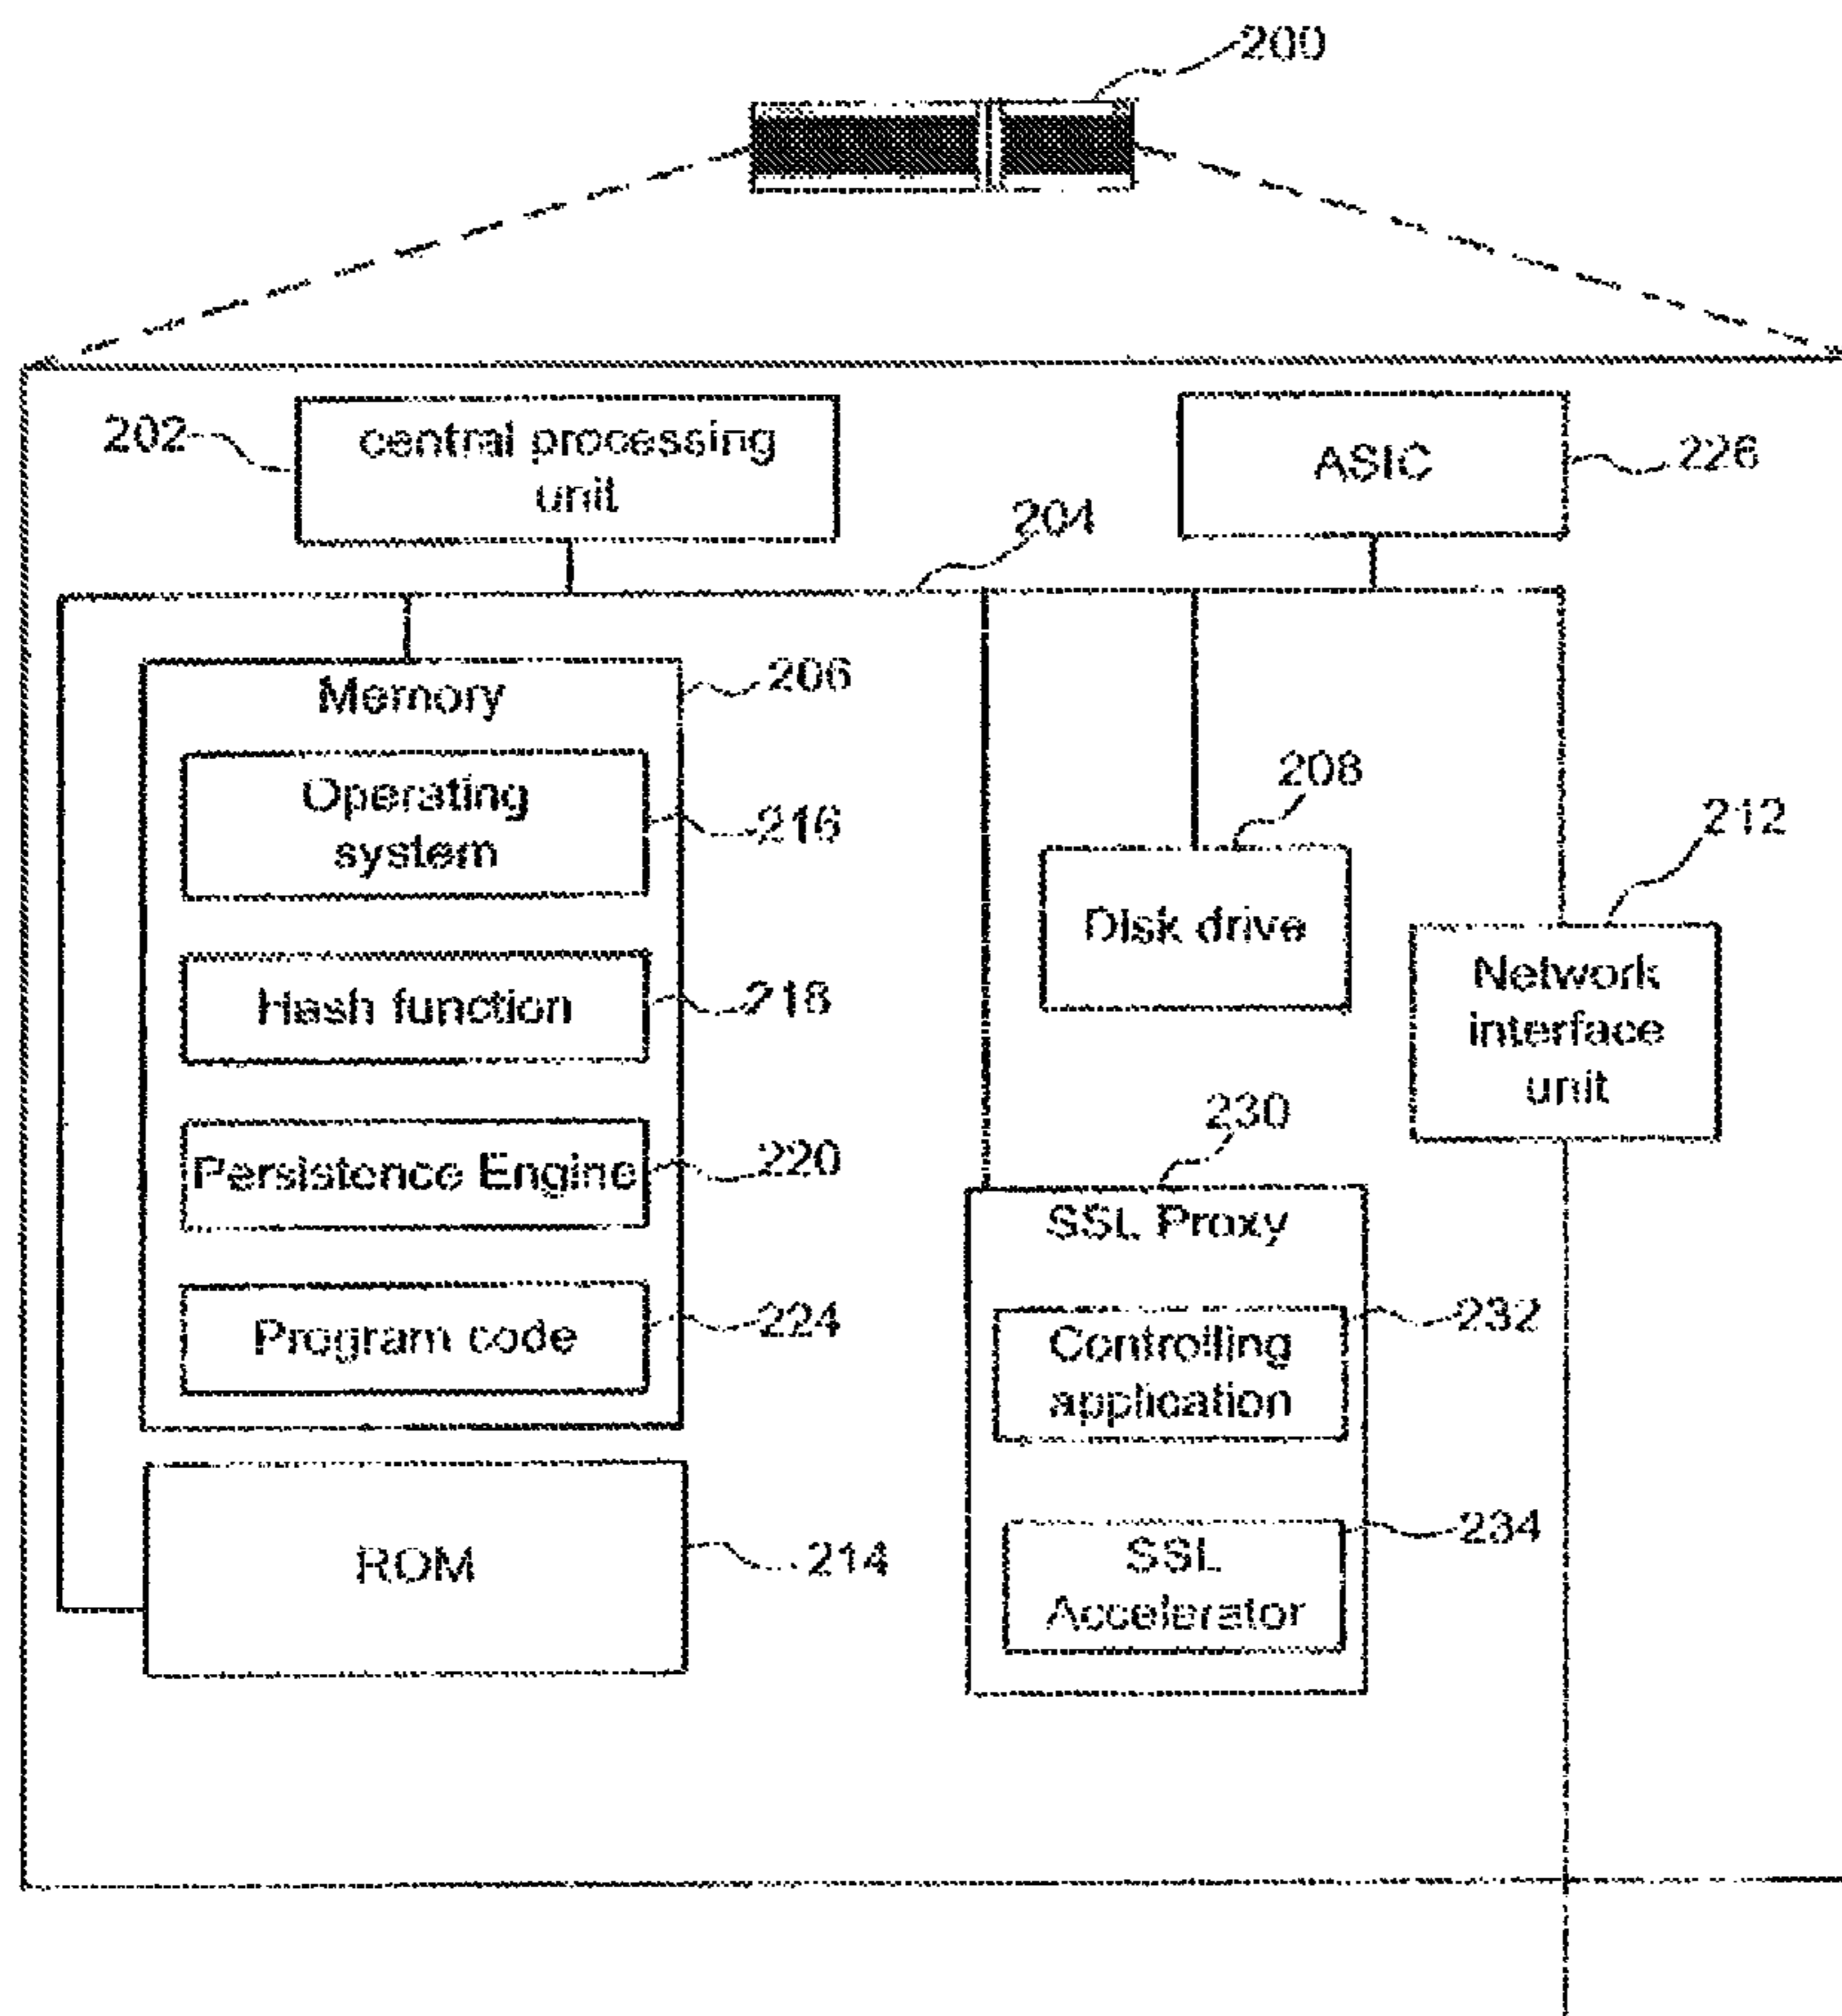 200
202
central processing
unit
ASIC
226
204
Memory
206
Operating
system
216
Hash function
218
Persistence Engine
220
Program code
224
ROM
214
208
Disk drive
212
Network
interface
unit
230
SSL Proxy
Controlling
application
232
SSL
Accelerator
234